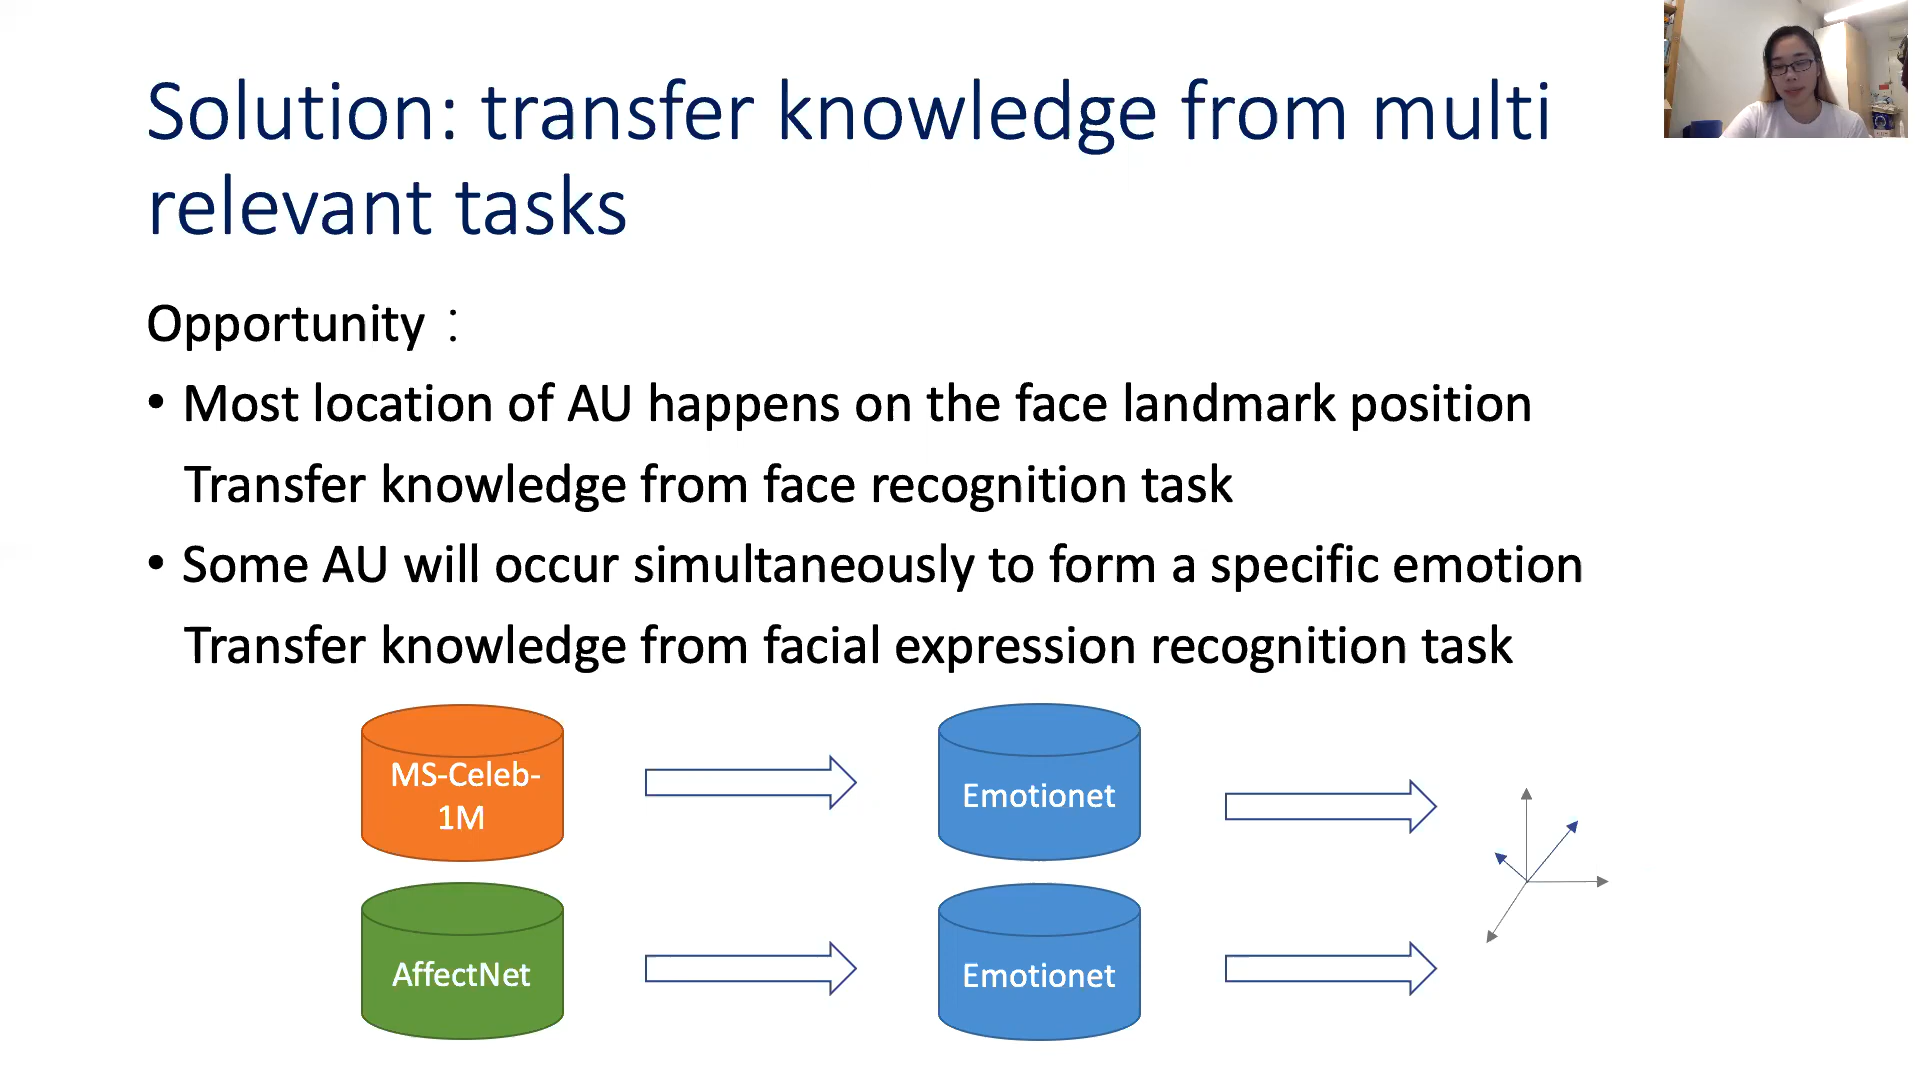 Solution: transfer knowledge from multi
relevant tasks
Opportunity：
• Most location of AU happens on the face landmark position
Transfer knowledge from face recognition task
• Some AU will occur simultaneously to form a specific emotion
Transfer knowledge from facial expression recognition task
MS-Celeb-
1M
Emotionet
AffectNet
Emotionet